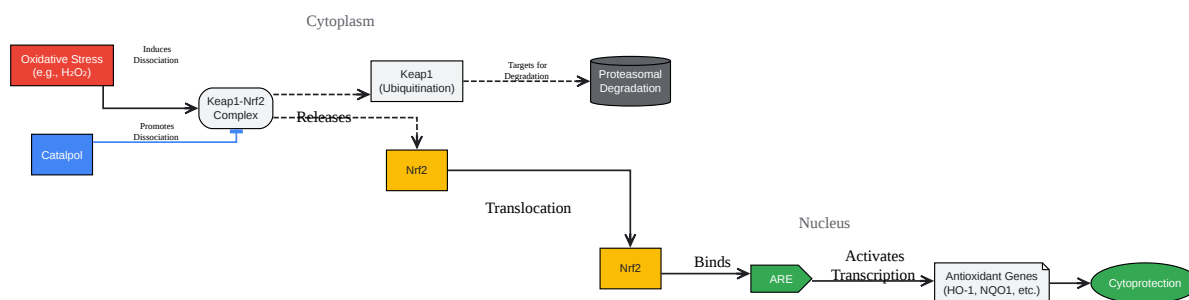 Cytoplasm
Oxidative Stress
(e.g., H₂O₂)
Induces
Dissociation
Keap1-Nrf2
Complex
Keap1
(Ubiquitination)
Targets for
Degradation
Proteasomal
Degradation
Catalpol
Promotes
Dissociation
Releases
Nrf2
Translocation
Nucleus
Nrf2
Binds
ARE
Activates
Transcription
Antioxidant Genes
(HO-1, NQO1, etc.)
Cytoprotection